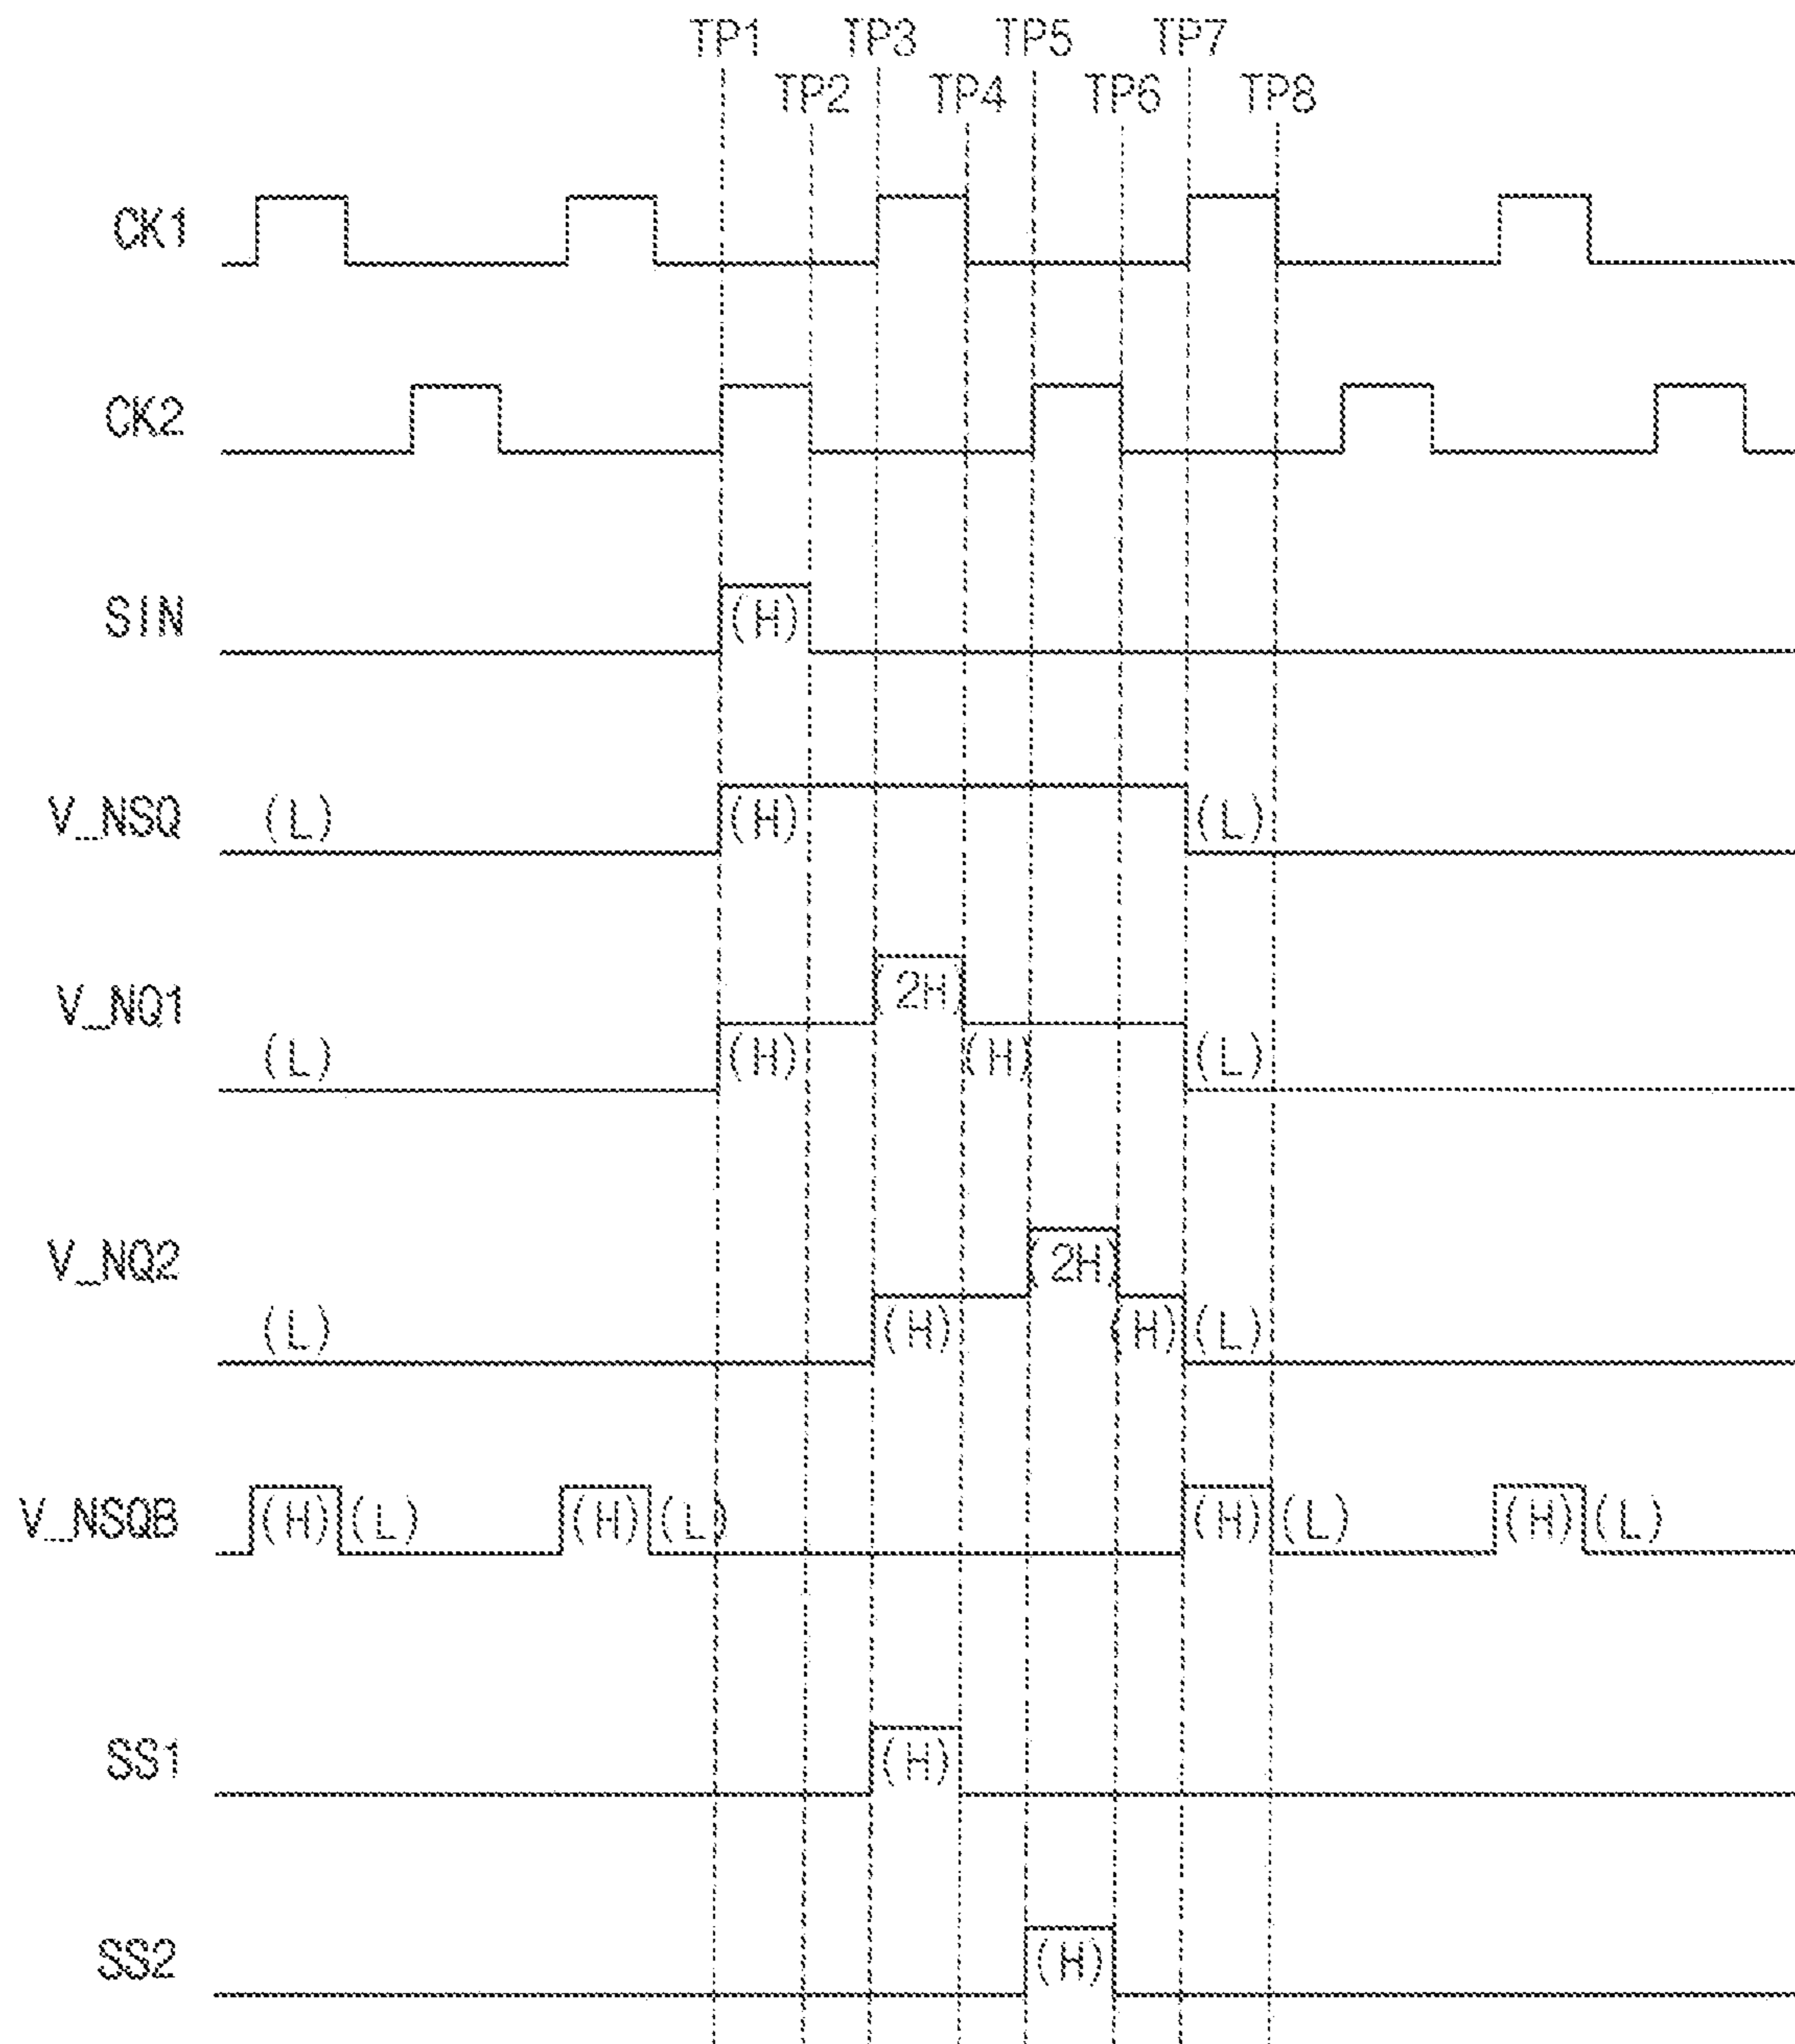 TP1 TP3 TP5 TP7
TP2 TP4 TP6 TP8
CK1
CK2
SIN (H)
V_NSQ (L) (H) (L)
(2H)
V_NQ1
(L) (H) (H) (L)
V_NQ2 (2H)
(L) (H) (H) (L)
V_NSQB (H) (L) (H) (L) (H) (L) (H) (L)
SS1 (H)
SS2 (H)